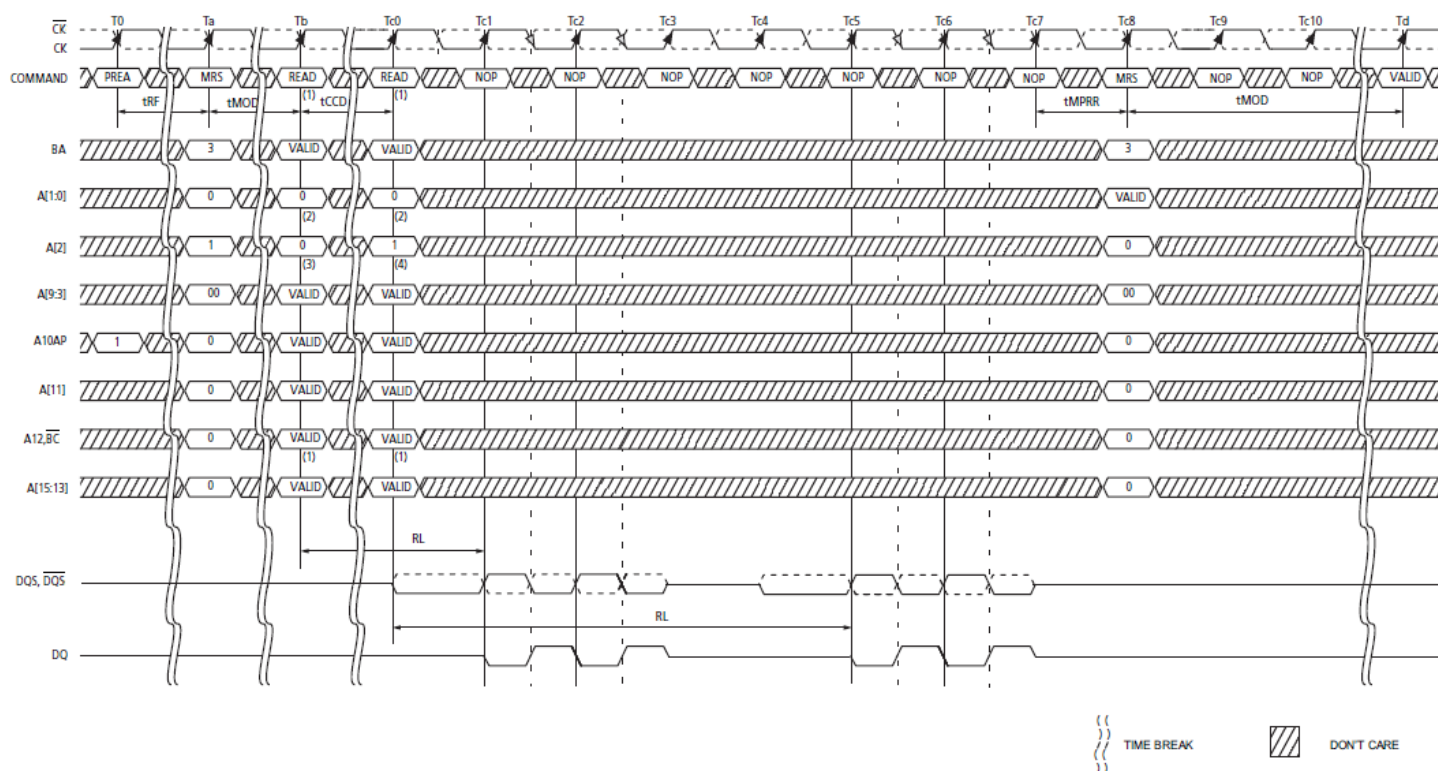 T0 Ta Tb Tc0 Tc1 Tc2 Tc3 Tc4 Tc5 Tc6 Tc7 Tc8 Tc9 Tc10 Td
CK
CK
COMMAND PREA MRS READ READ NOP NOP NOP NOP NOP NOP NOP MRS NOP NOP VALID
(1) (1)
tRF tMOD tCCD tMPRR tMOD
BA 3 VALID VALID 3
A[1:0] 0 0 0 VALID
(2) (2)
A[2] 1 0 1 0
(3) (4)
A[9:3] 00 VALID VALID 00
A10AP 1 0 VALID VALID 0
A[11] 0 VALID VALID 0
A12,BC 0 VALID VALID 0
(1) (1)
A[15:13] 0 VALID VALID 0
RL
DQS, DQS
RL
DQ
TIME BREAK DON'T CARE